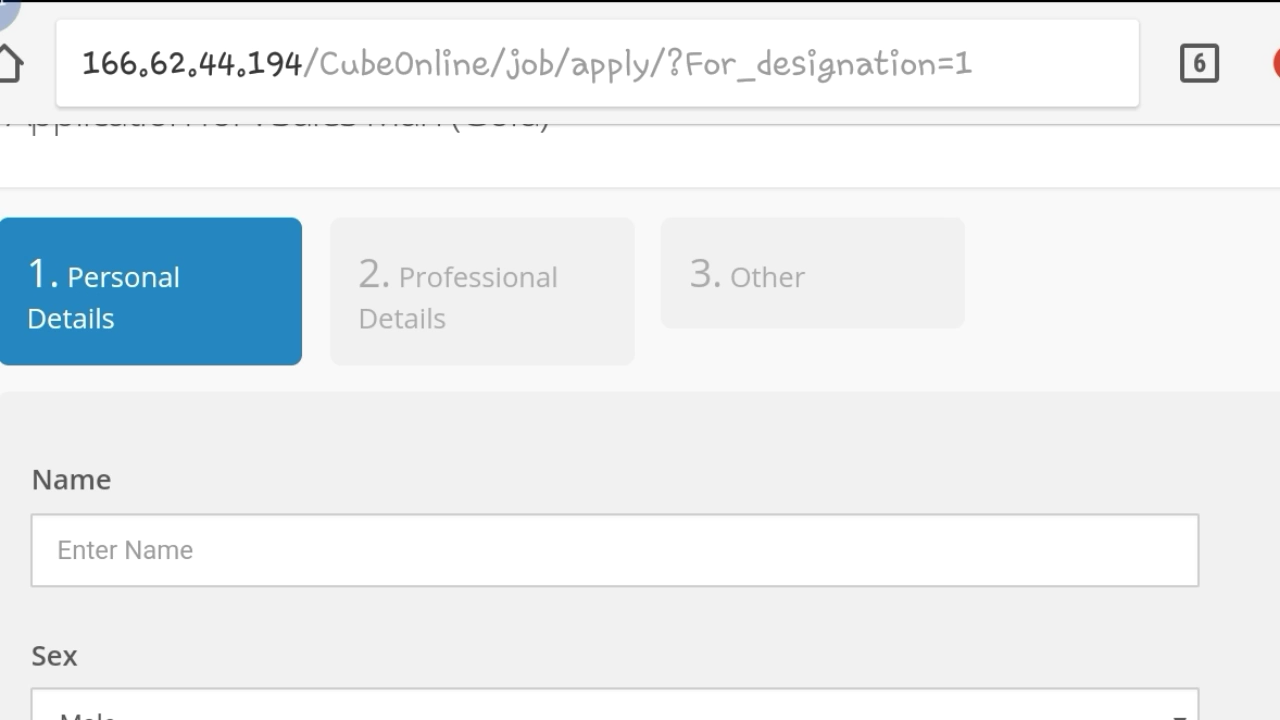 166.62.44.194/CubeOnline/job/apply/?For_designation=1
6
1. Personal
Details
2. Professional
Details
3. Other
Name
Enter Name
Sex
Male